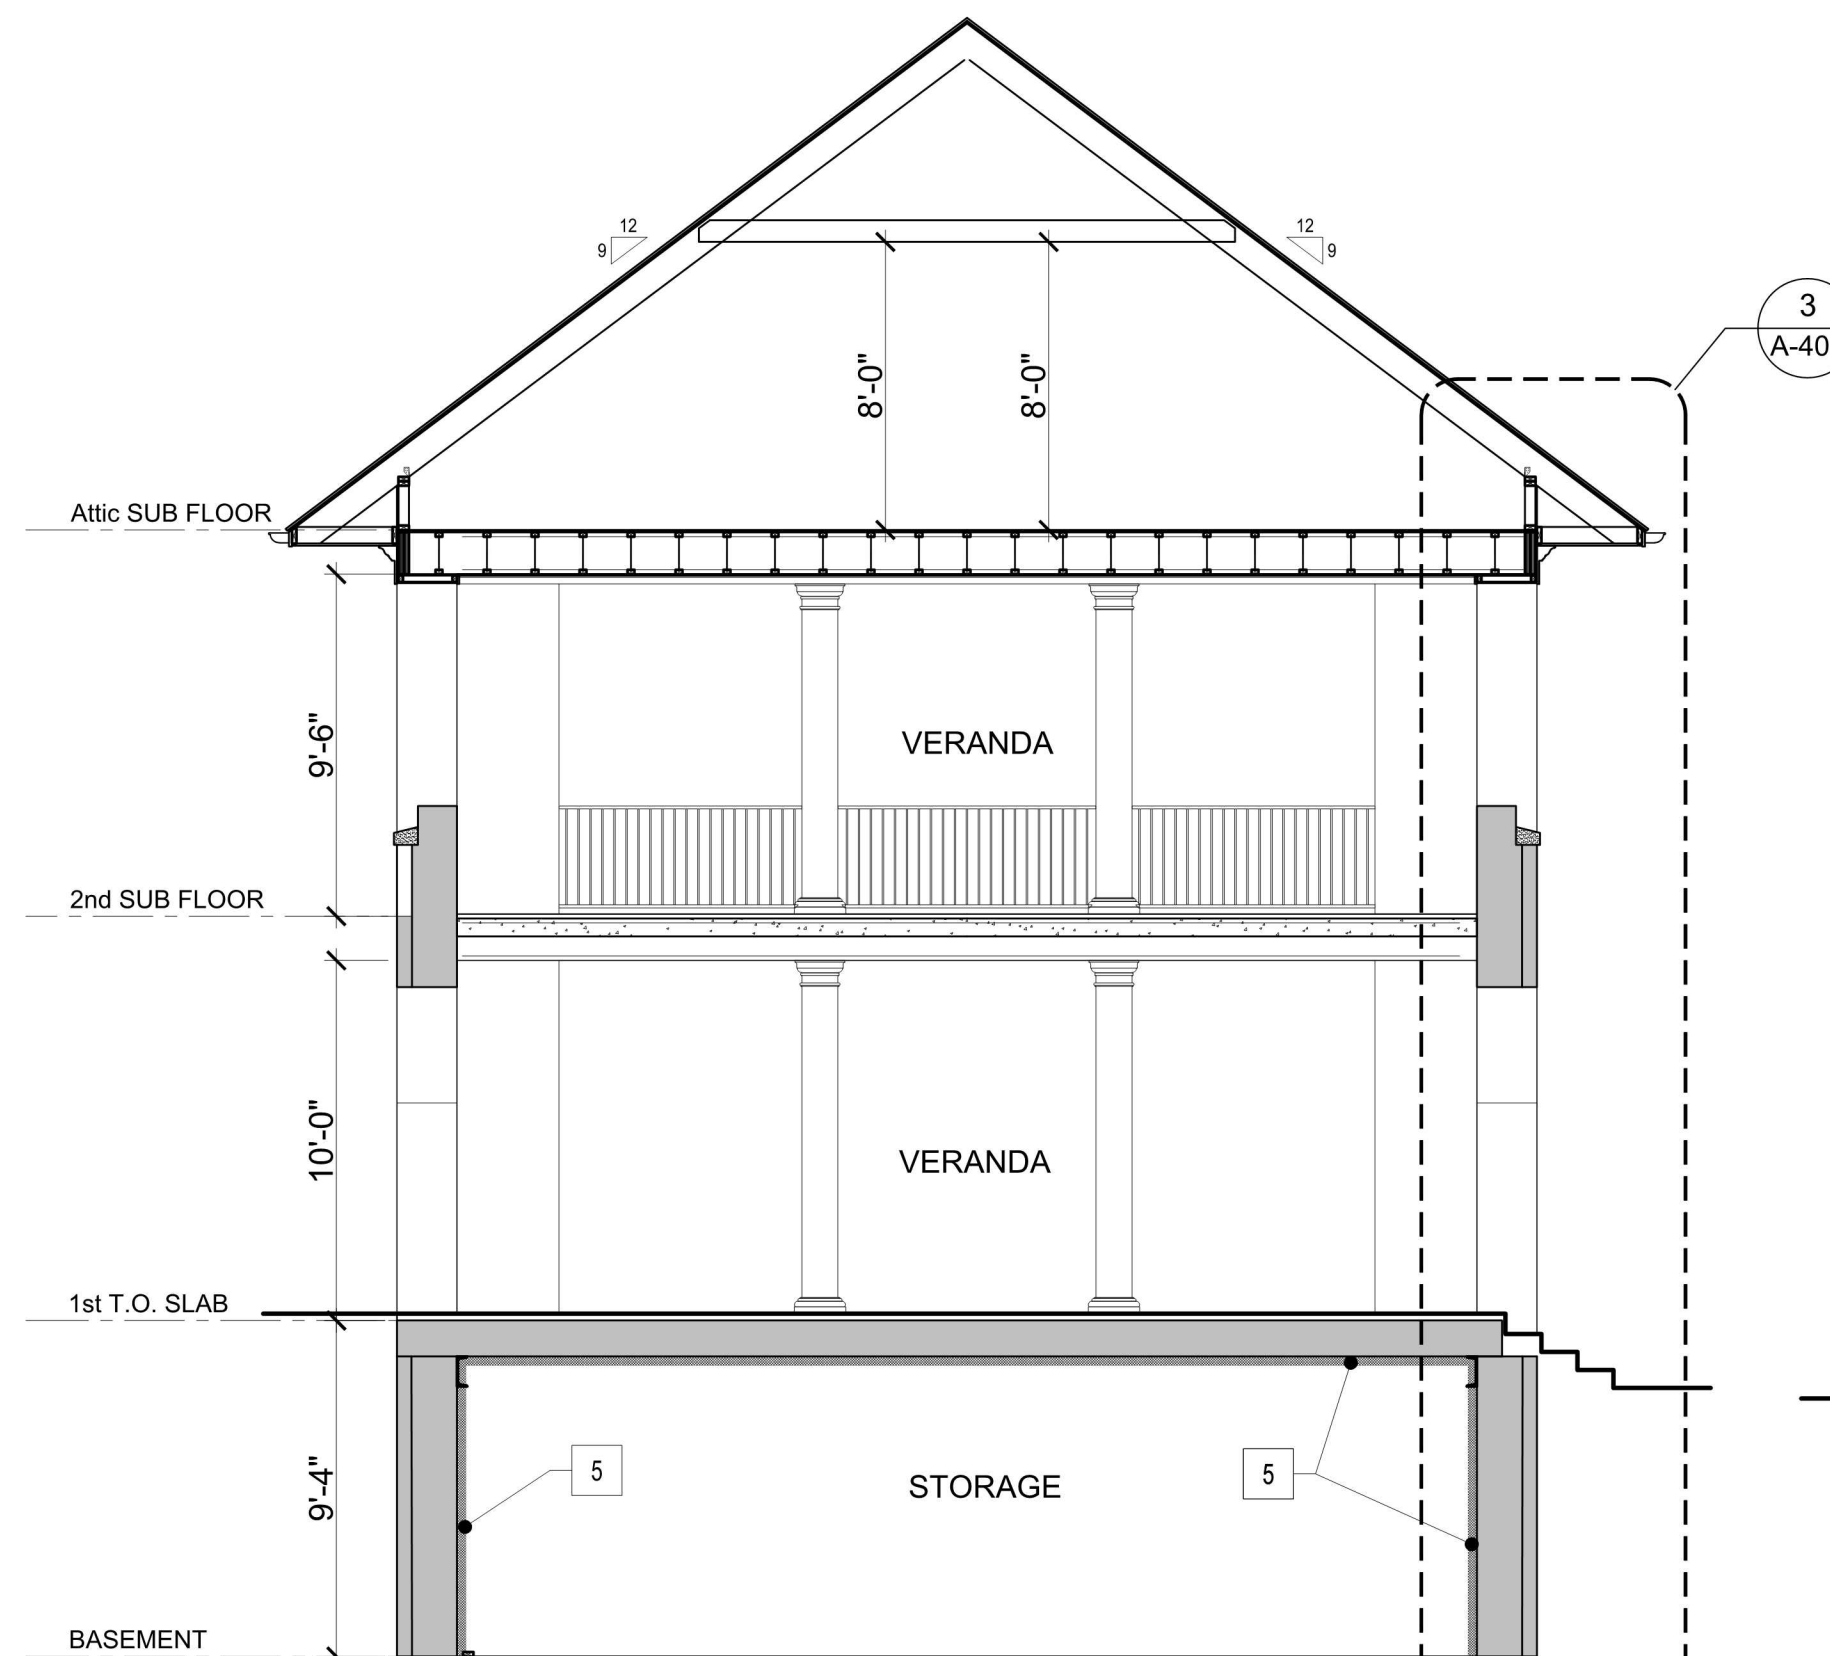 12
9
12
9
3
A-40
8'-0"
8'-0"
Attic SUB FLOOR
9'-6"
VERANDA
2nd SUB FLOOR
10'-0"
VERANDA
1st T.O. SLAB
9'-4"
5
STORAGE
5
BASEMENT